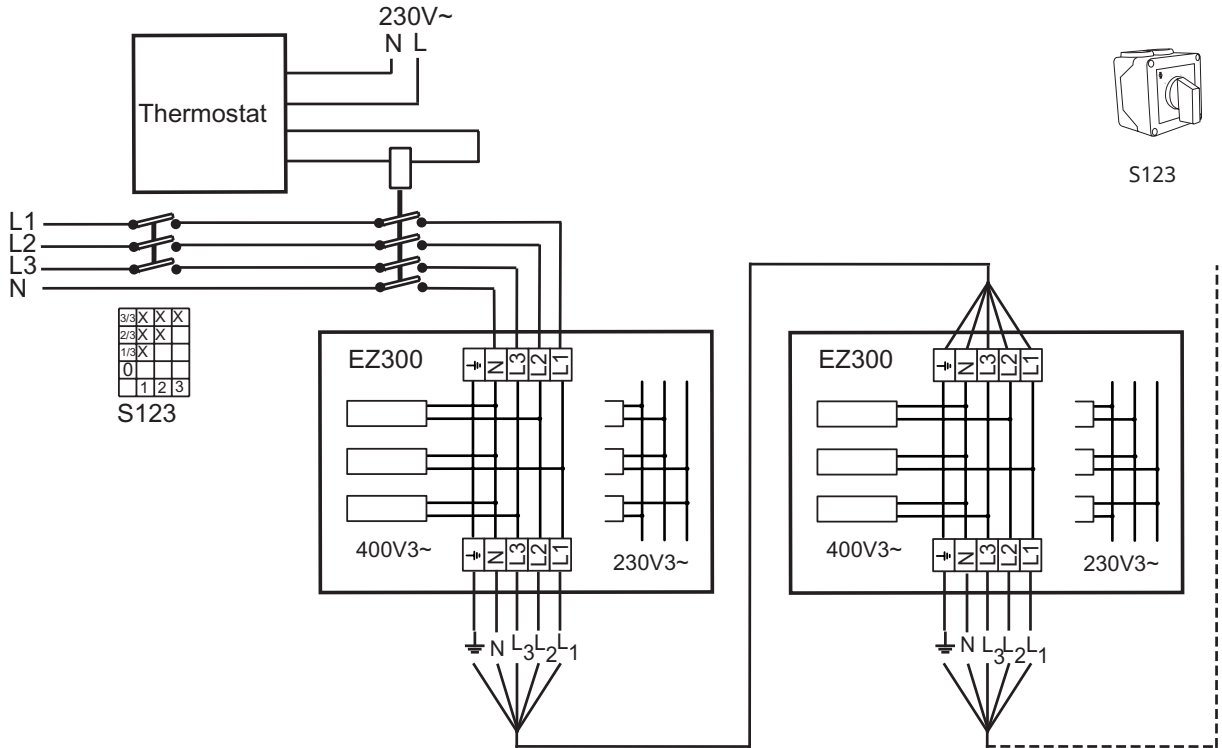 230V~
N L
Thermostat
S123
L1
L2
L3
N
3/3 X X X
2/3 X X
1/3 X
0
1 2 3
S123
EZ300
N L3 L2 L1
400V3~
230V3~
N L3 L2 L1
N L3 L2 L1
EZ300
N L3 L2 L1
400V3~
230V3~
N L3 L2 L1
N L3 L2 L1